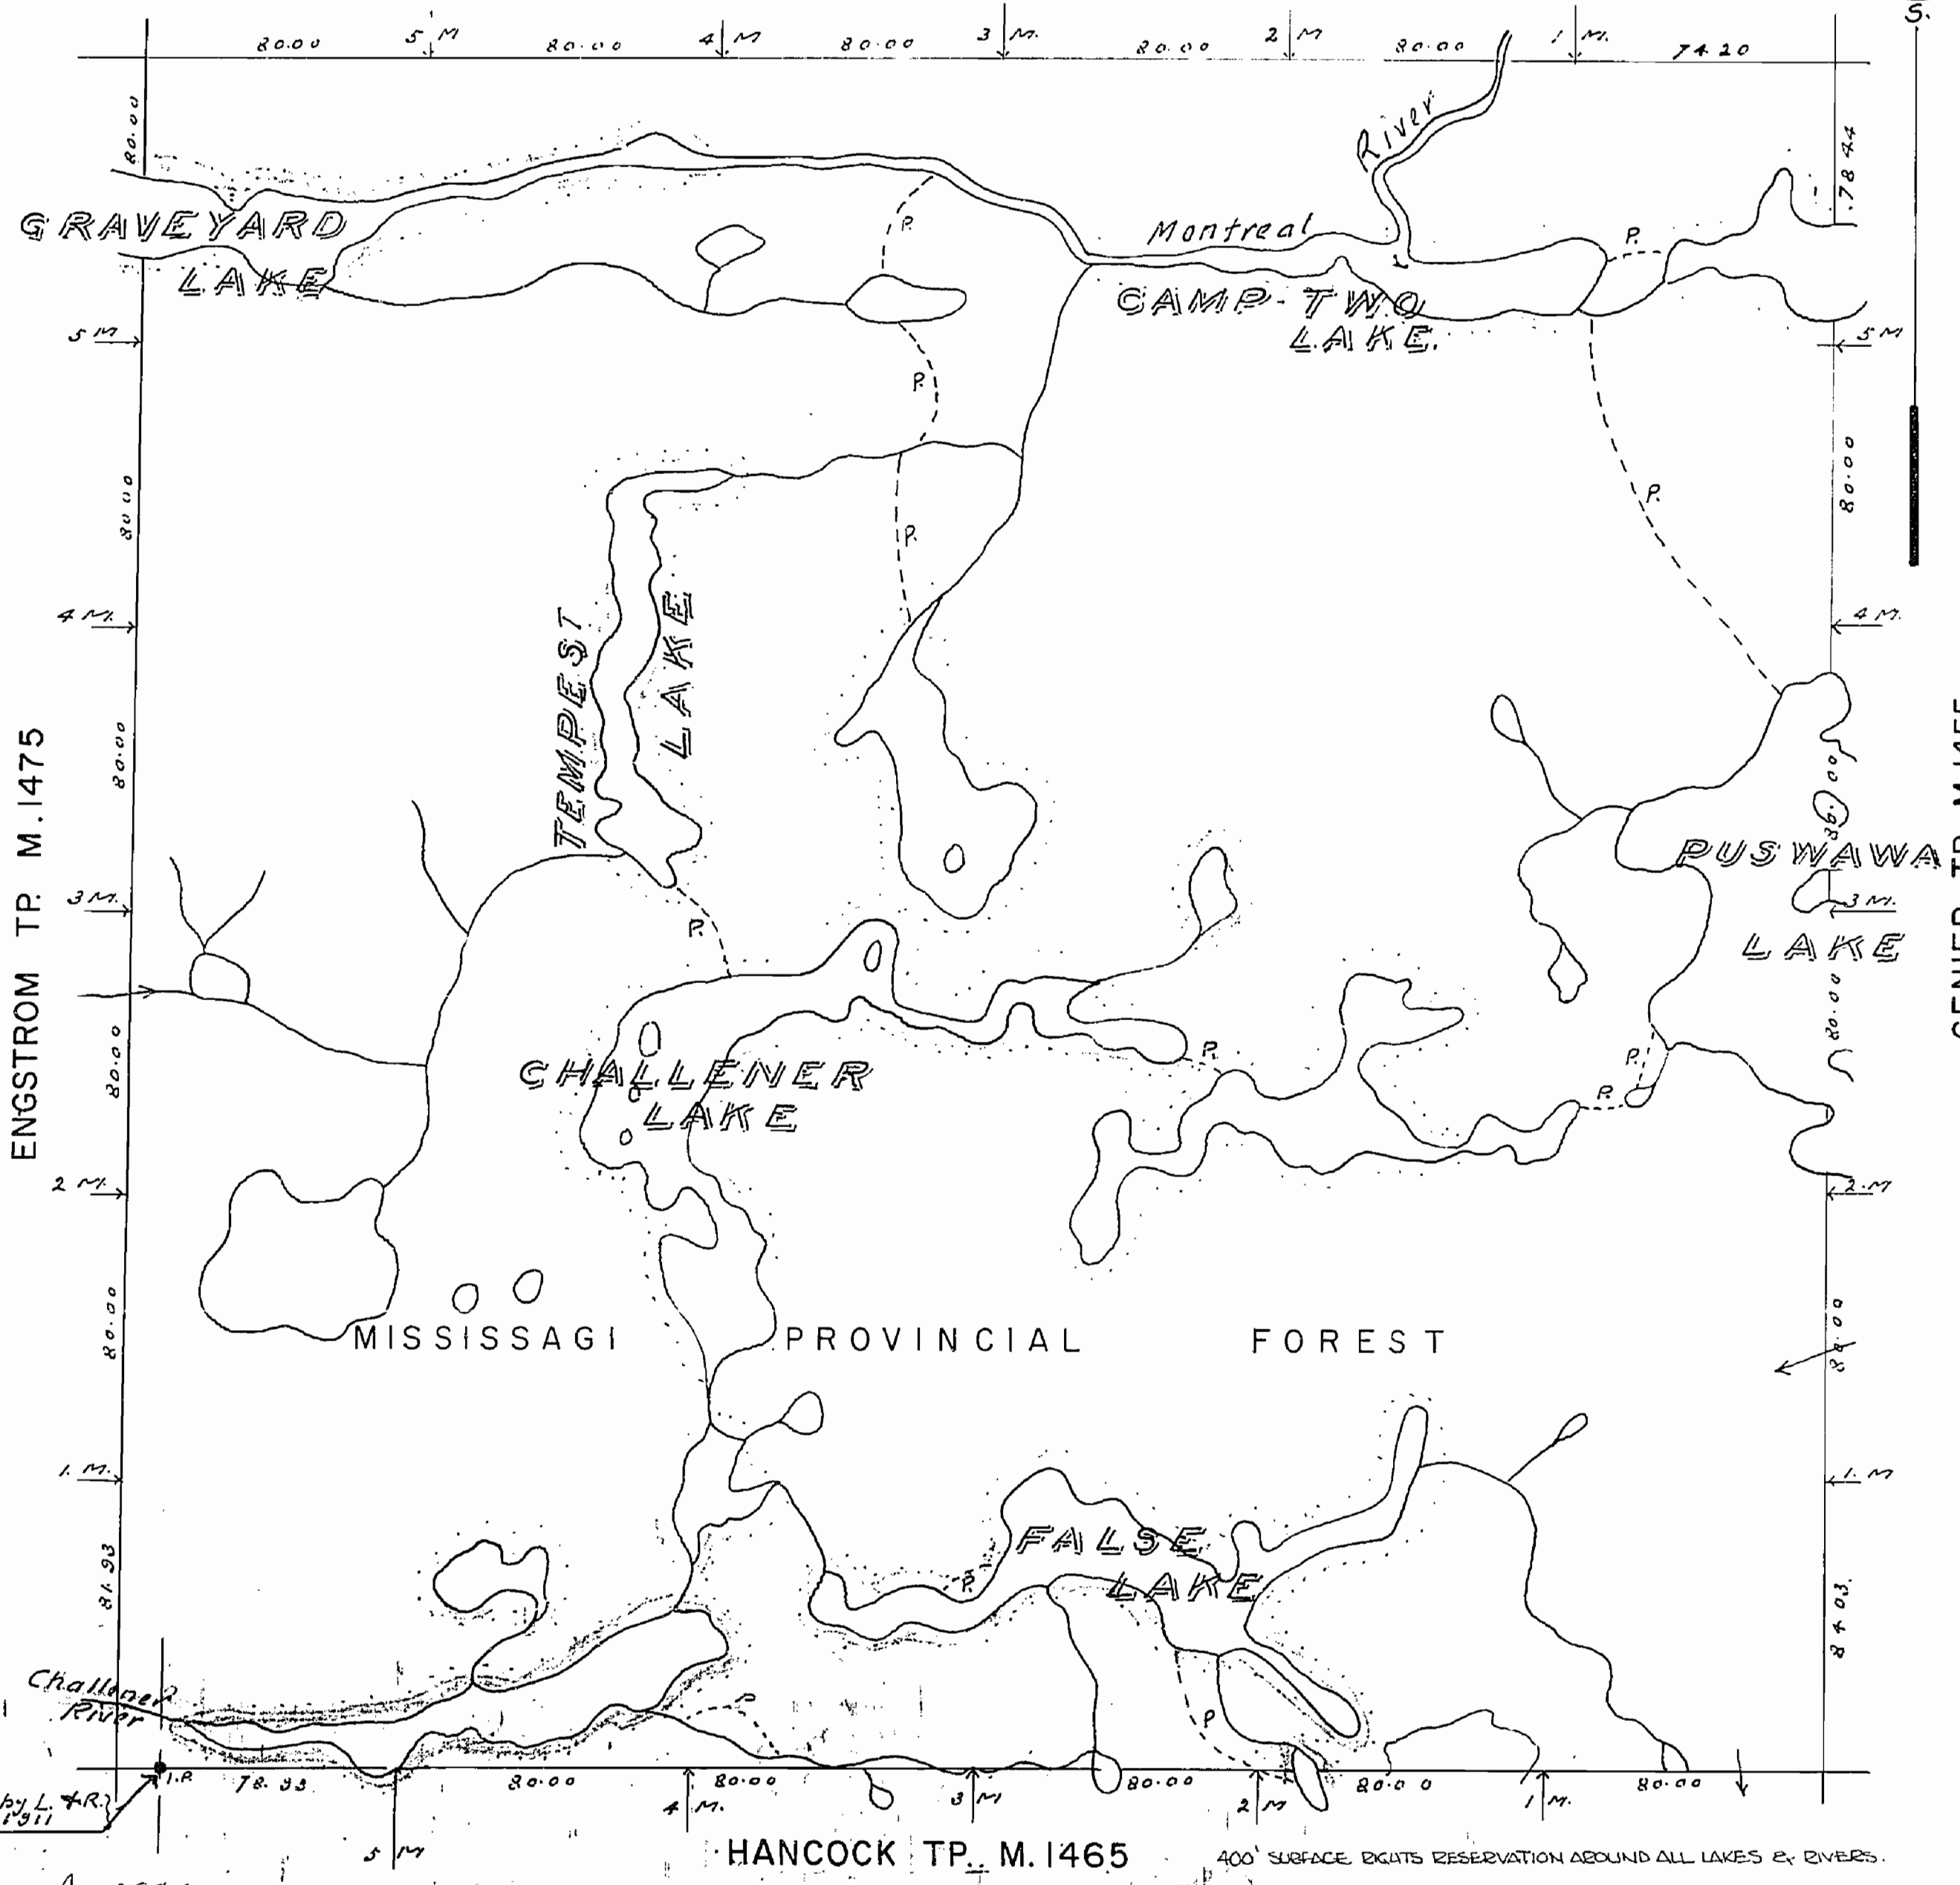 S.
80.00 5 M 80.00 4 M 80.00 3 M. 80.00 2 M 80.00 1 M. 74 20
80.00
River
78 44
GRAVEYARD
LAKE
Montreal
P.
P.
CAMP TWO
LAKE.
5 M
5 M
P.
80.00
80.00
P.
P.
4 M.
4 M.
TEMPEST
LAKE
80.00
ENGSTROM TP. M.1475
PUSWAWA
LAKE
3 M.
3 M.
P.
80.00
80.00
CHALLENER
LAKE
P.
P.
P.
2 M.
2 M
80.00
MISSISSAGI PROVINCIAL FOREST
1. M.
1. M
FALSE
LAKE
P.
81.93
84 03.
Challener
River
P
P
I.P. 78.93 80.00 80.00 80.00 80.00 80.00
by L. & R.
1911
5 M 4 M. 3 M 2 M 1 M.
HANCOCK TP. M.1465
400' SURFACE RIGHTS RESERVATION AROUND ALL LAKES & RIVERS.